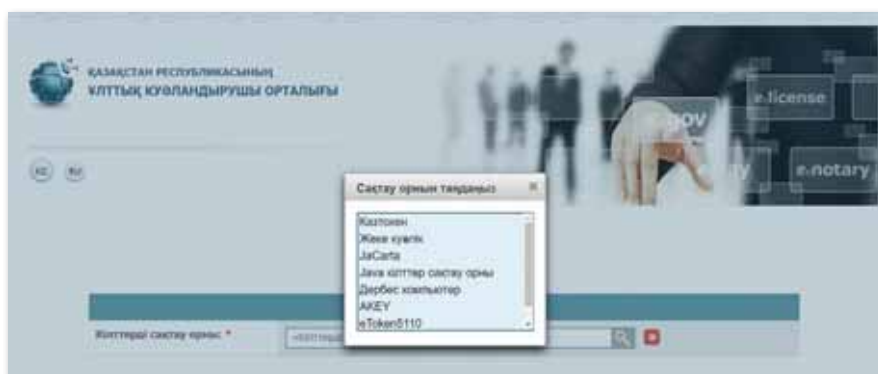 ҚАЗАҚСТАН РЕСПУБЛИКАСЫНЫҢ
ҰЛТТЫҚ КУӘЛАНДЫРУШЫ ОРТАЛЫҒЫ
e-license
e-gov
e-notary
KZ RU
Сақтау орнын таңдаңыз
Казтокен
Жеке куәлік
JaCarta
Java кілттер сақтау орны
Дербес компьютер
AKEY
eToken5110
Кілттерді сақтау орны: *